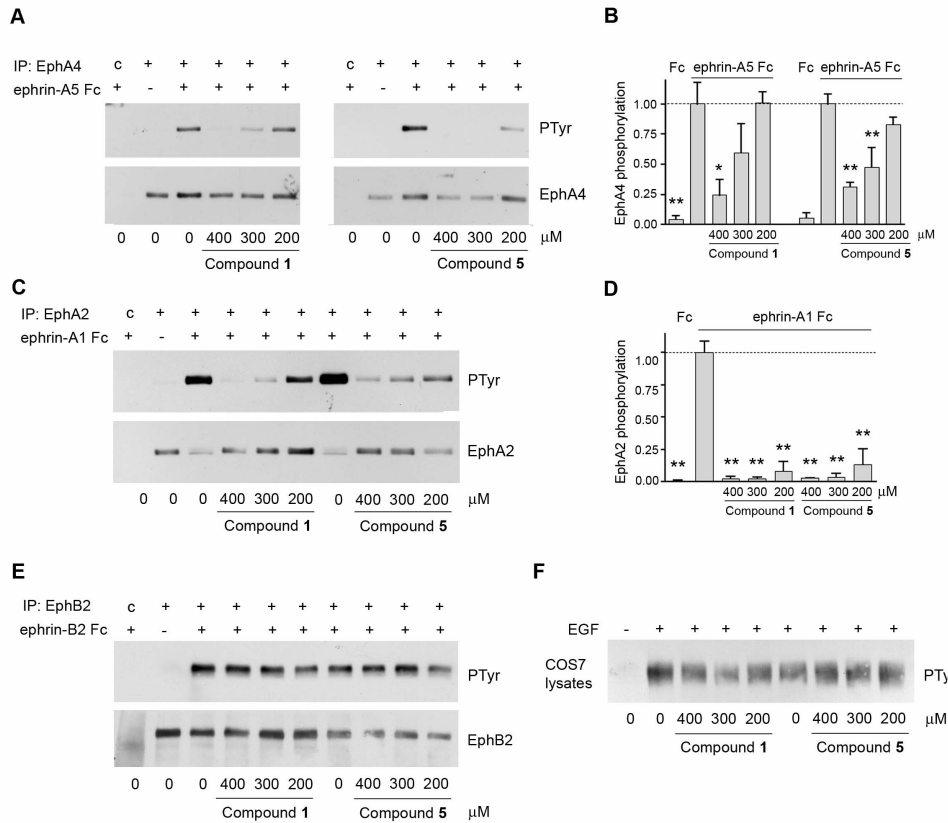 A
IP: EphA4 c + + + + + c + + + + +
ephrin-A5 Fc + - + + + + + - + + + +
PTyr
EphA4
0 0 0 400 300 200 0 0 0 400 300 200 μM
Compound 1 Compound 5
B
Fc ephrin-A5 Fc Fc ephrin-A5 Fc
EphA4 phosphorylation
1.00
0.75
0.50
0.25
0.00
** * ** **
400 300 200 400 300 200 μM
Compound 1 Compound 5
C
IP: EphA2 c + + + + + + + + +
ephrin-A1 Fc + - + + + + + + + +
PTyr
EphA2
0 0 0 400 300 200 0 400 300 200 μM
Compound 1 Compound 5
D
Fc ephrin-A1 Fc
EphA2 phosphorylation
1.00
0.75
0.50
0.25
0.00
** ** ** ** ** ** **
400 300 200 400 300 200 μM
Compound 1 Compound 5
E
IP: EphB2 c + + + + + + + + +
ephrin-B2 Fc + - + + + + + + + +
PTyr
EphB2
0 0 0 400 300 200 0 400 300 200 μM
Compound 1 Compound 5
F
EGF - + + + + + + + +
COS7
lysates
PTy
0 0 400 300 200 0 400 300 200 μM
Compound 1 Compound 5